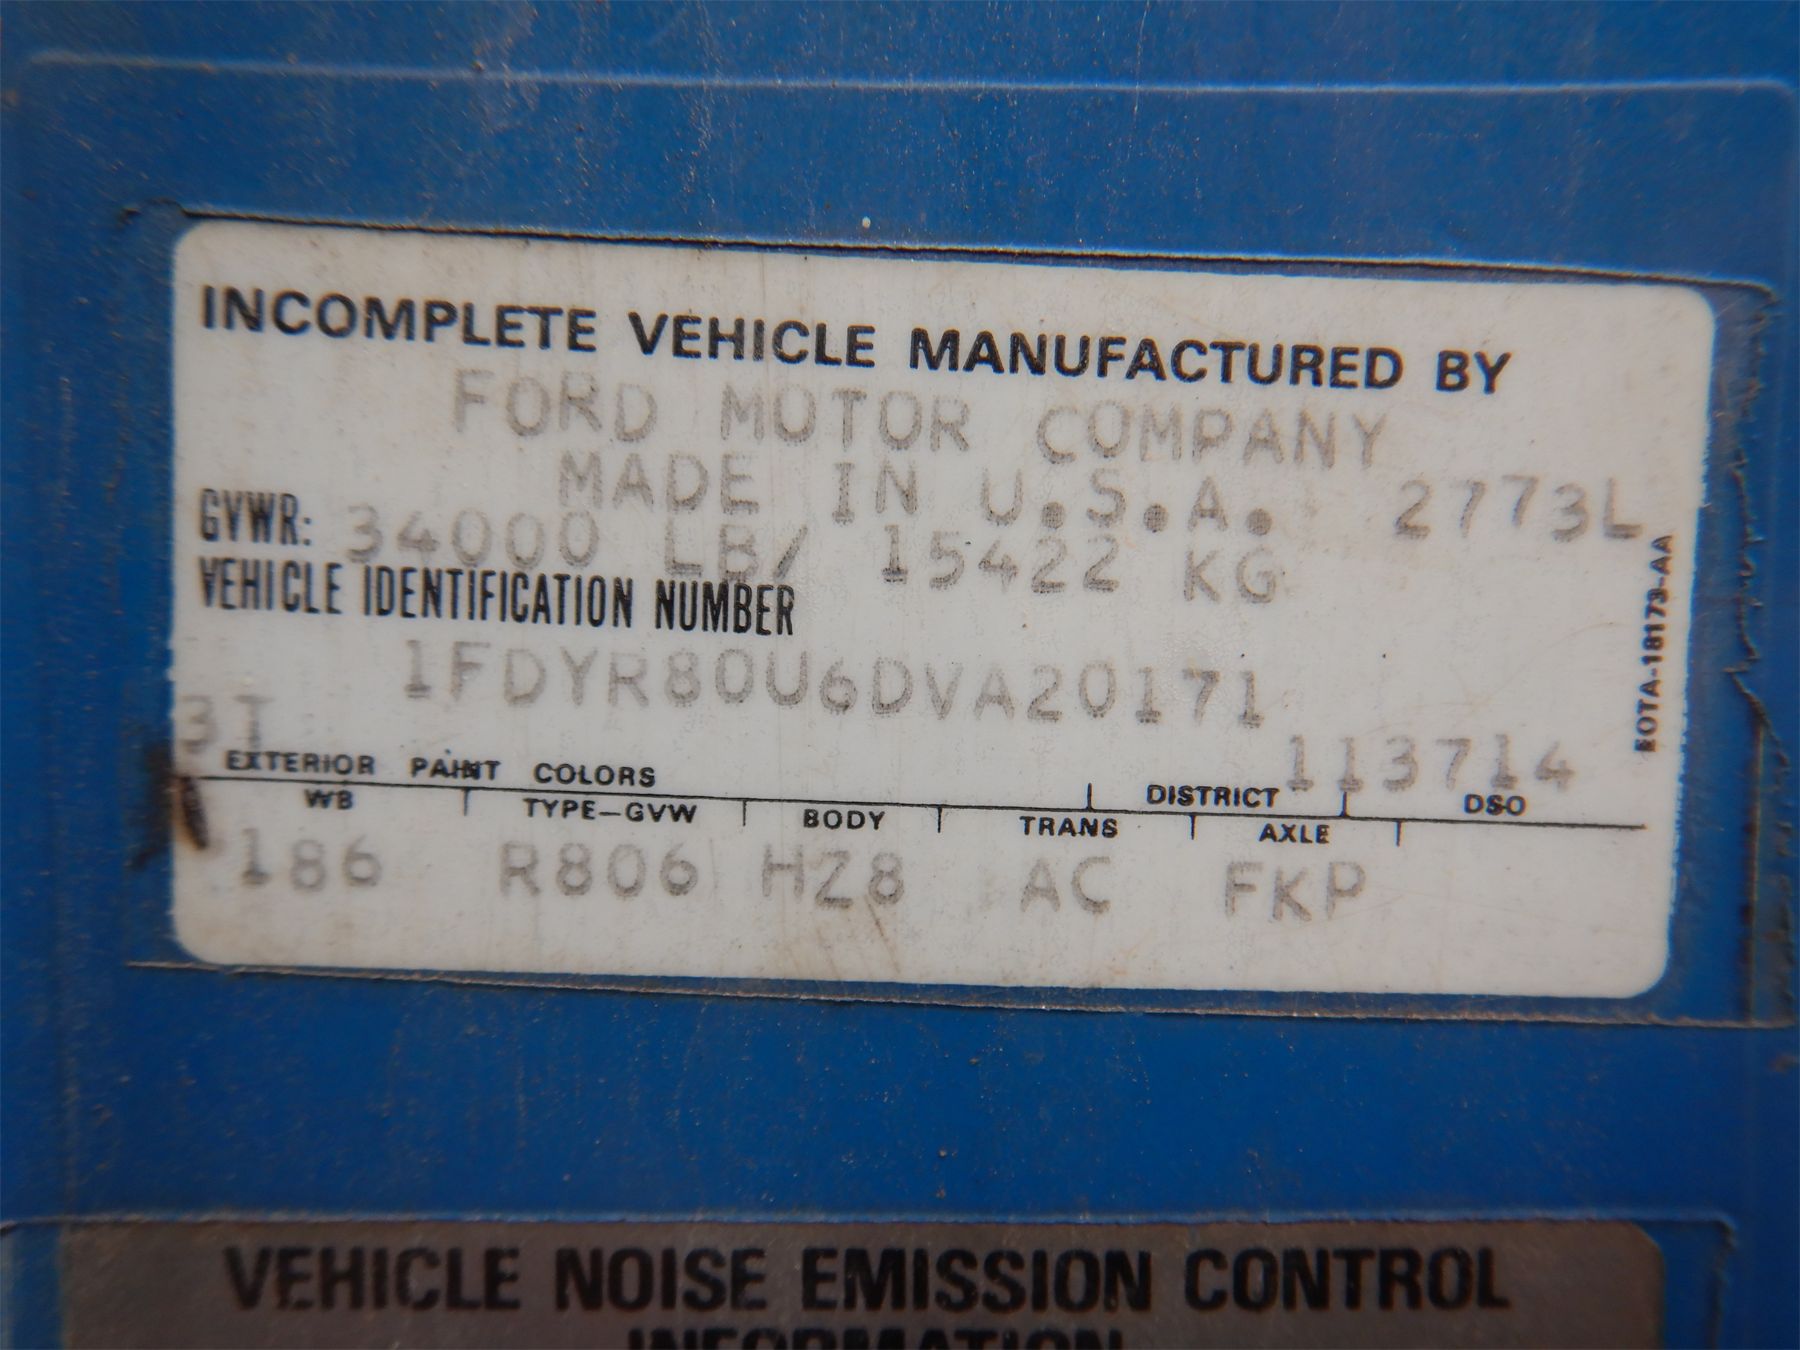 INCOMPLETE VEHICLE MANUFACTURED BY
FORD MOTOR COMPANY
MADE IN U.S.A. 2773L
GVWR: 34000 LB/ 15422 KG
VEHICLE IDENTIFICATION NUMBER
1FDYR80U6DVA20171
3T
113714
EXTERIOR PAINT COLORS DISTRICT DSO
WB TYPE-GVW BODY TRANS AXLE
186 R806 HZ8 AC FKP
EOTA-18173-AA
VEHICLE NOISE EMISSION CONTROL
INFORMATION